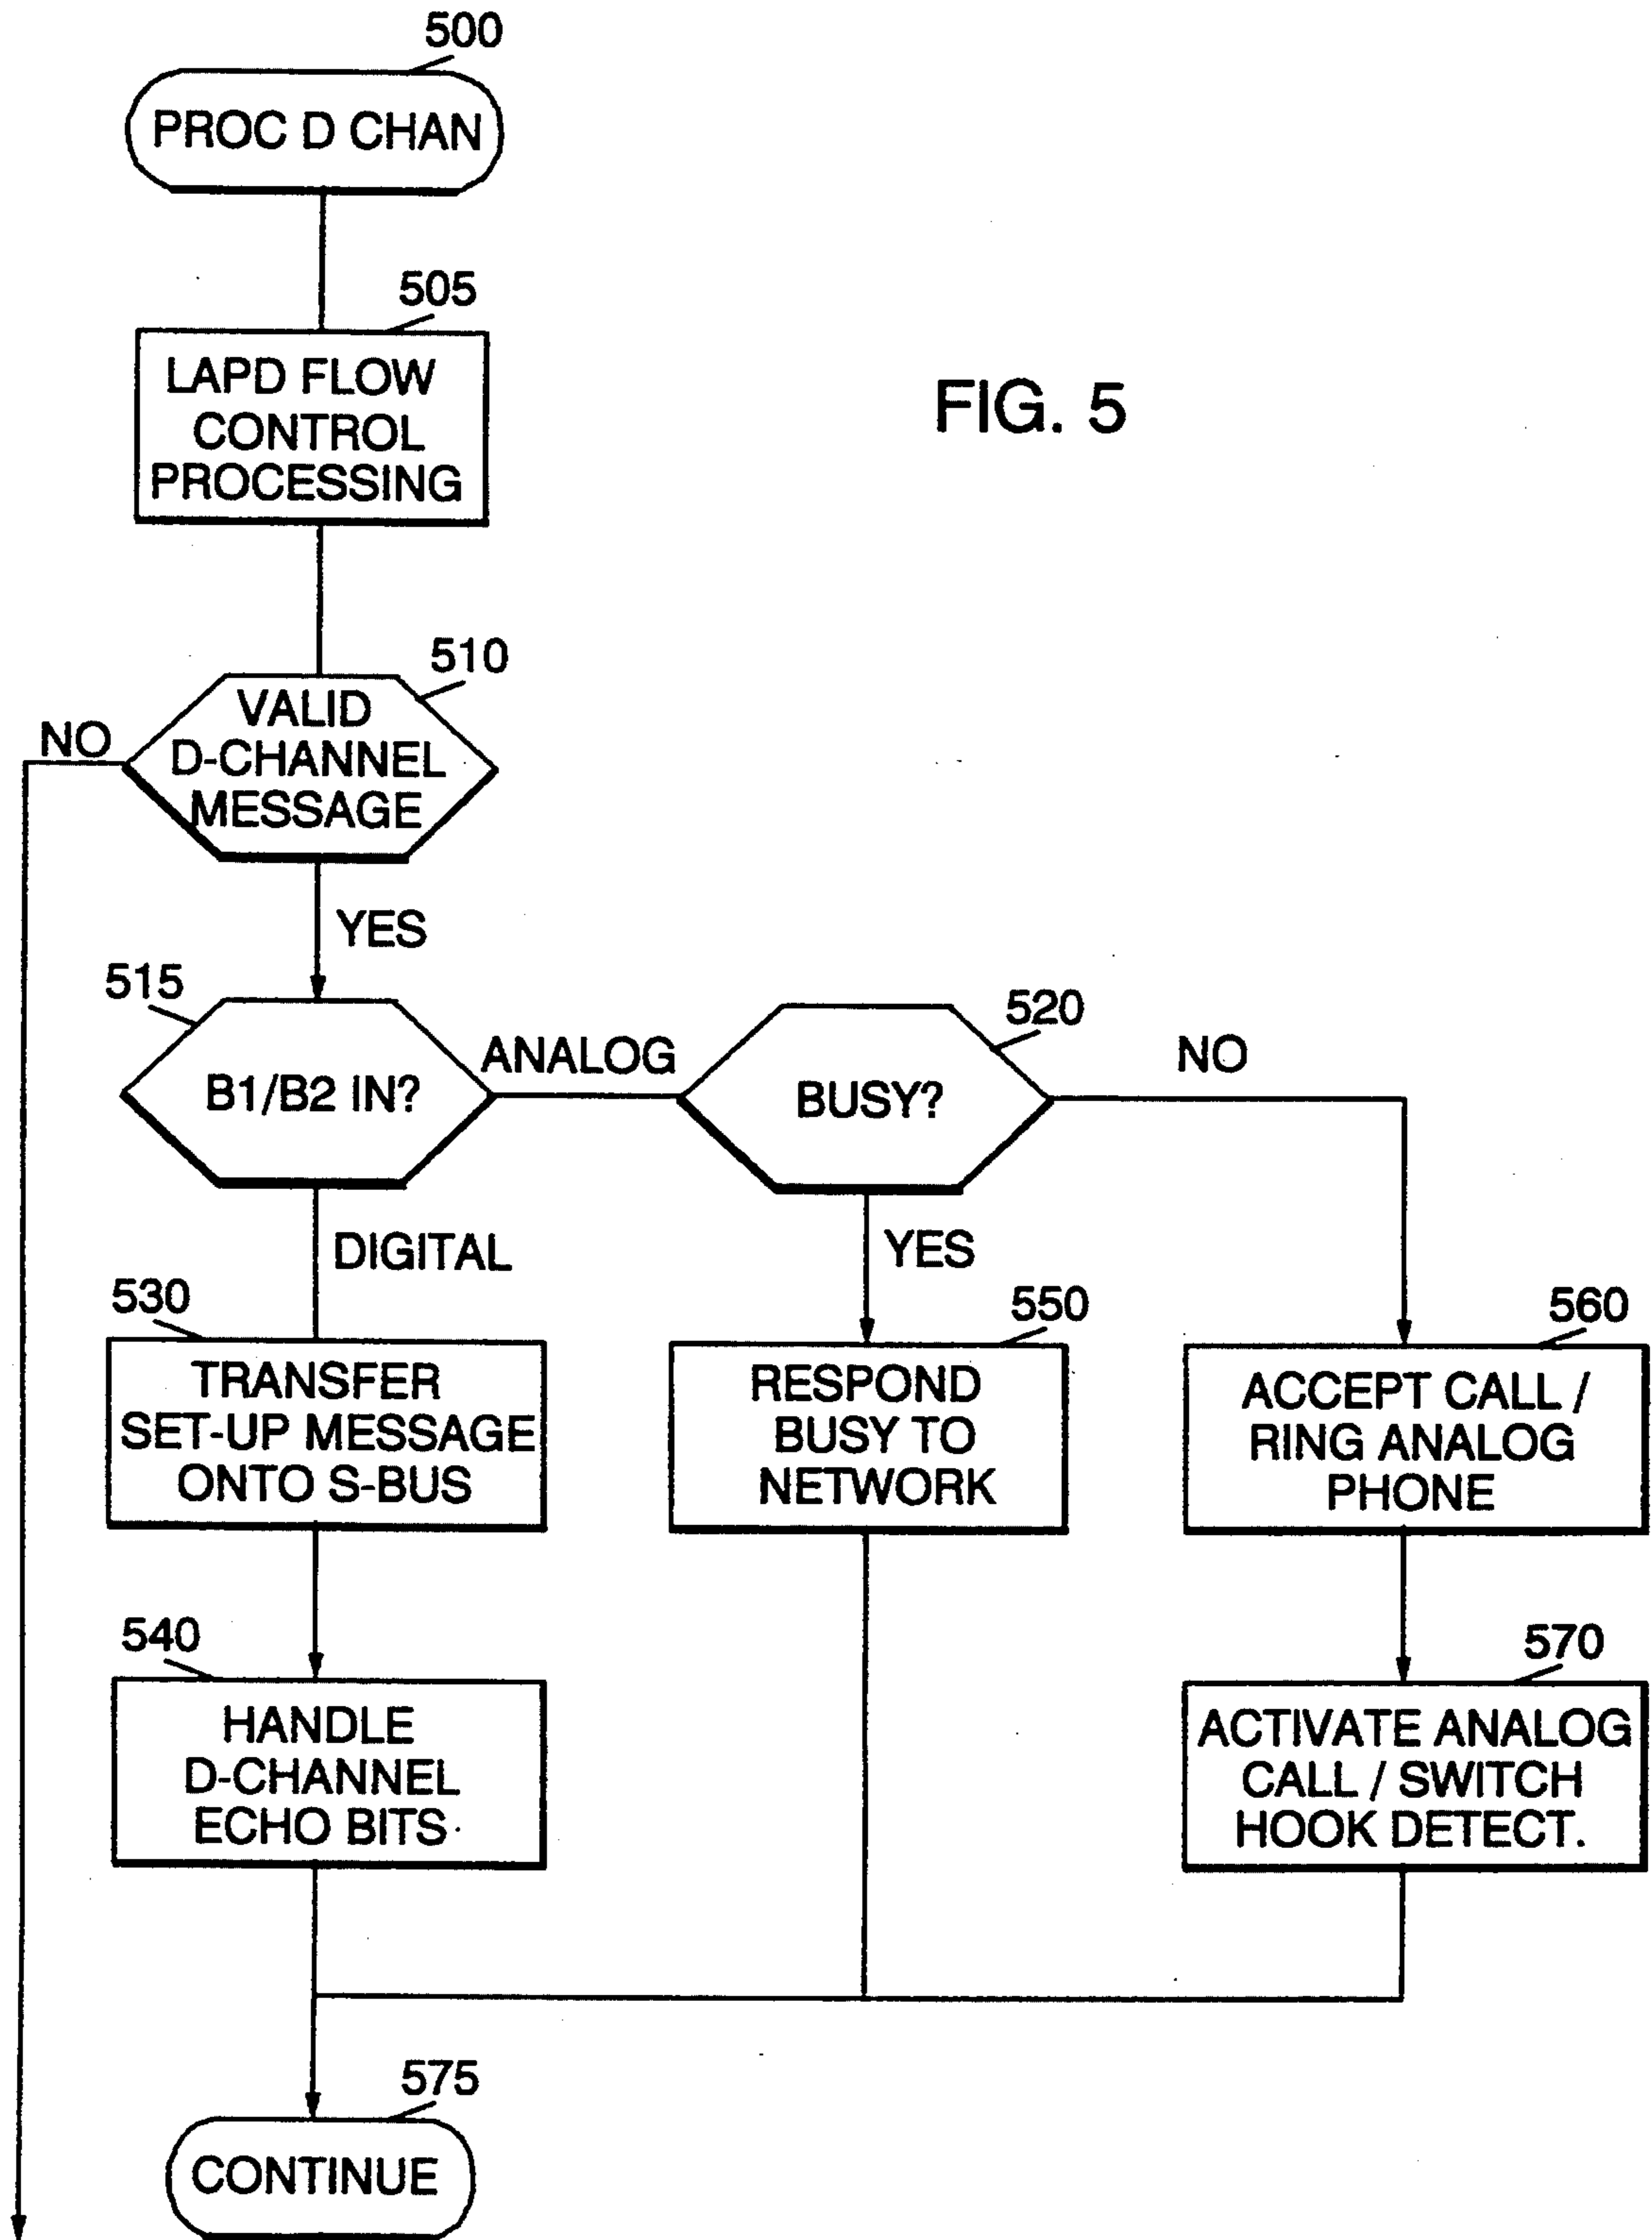 500
PROC D CHAN
505
LAPD FLOW
CONTROL
PROCESSING
FIG. 5
510
VALID
D-CHANNEL
MESSAGE
NO
YES
515
B1/B2 IN?
ANALOG
520
BUSY?
NO
DIGITAL
YES
530
TRANSFER
SET-UP MESSAGE
ONTO S-BUS
550
RESPOND
BUSY TO
NETWORK
560
ACCEPT CALL /
RING ANALOG
PHONE
540
HANDLE
D-CHANNEL
ECHO BITS
570
ACTIVATE ANALOG
CALL / SWITCH
HOOK DETECT.
575
CONTINUE